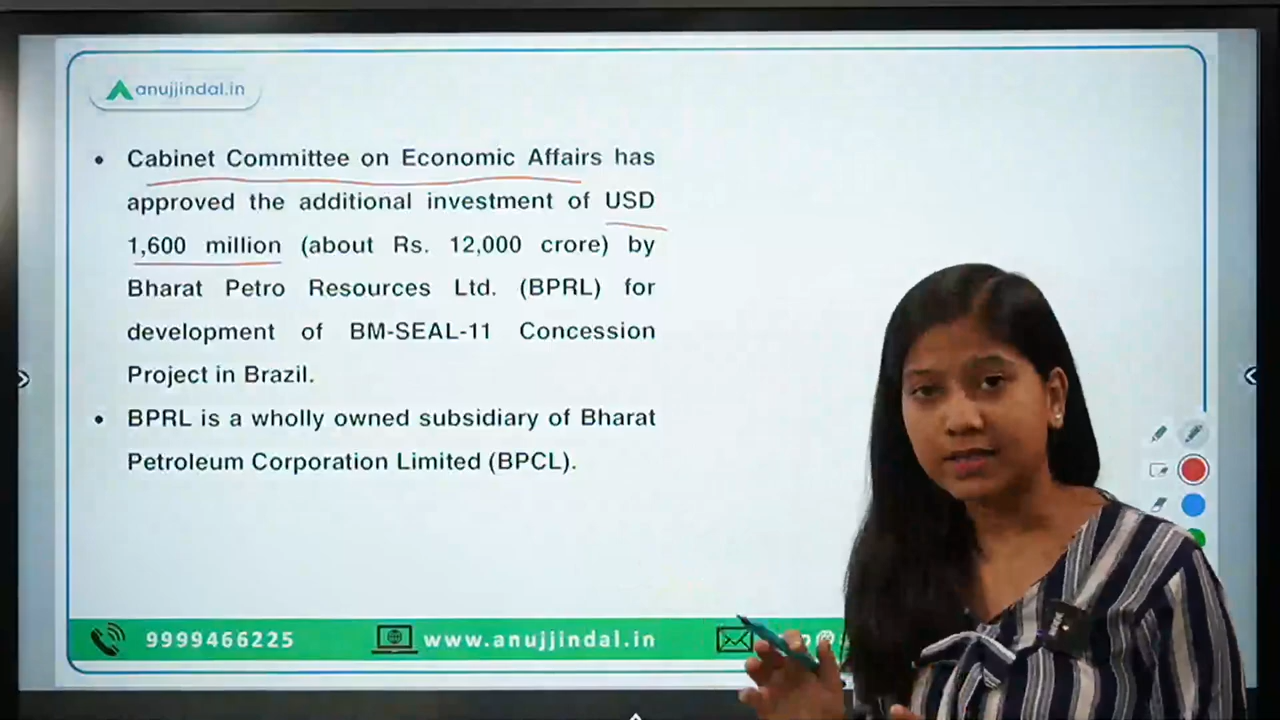 anujjindal.in
• Cabinet Committee on Economic Affairs has
approved the additional investment of USD
1,600 million (about Rs. 12,000 crore) by
Bharat Petro Resources Ltd. (BPRL) for
development of BM-SEAL-11 Concession
Project in Brazil.
• BPRL is a wholly owned subsidiary of Bharat
Petroleum Corporation Limited (BPCL).
9999466225 www.anujjindal.in